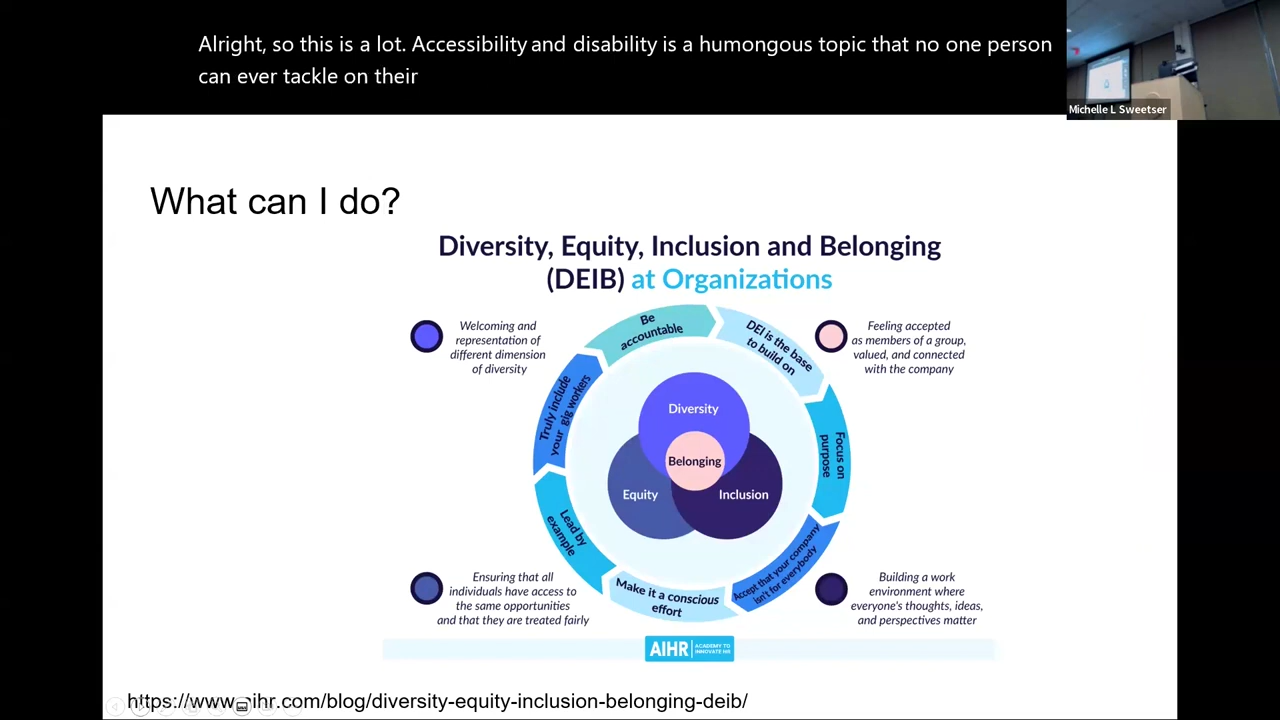 Alright, so this is a lot. Accessibility and disability is a humongous topic that no one person
can ever tackle on their
Michelle L Sweetser
What can I do?
Diversity, Equity, Inclusion and Belonging
(DEIB) at Organizations
Welcoming and
representation of
different dimension
of diversity
Be
accountable
DEI is the base
to build on
Feeling accepted
as members of a group,
valued, and connected
with the company
Truly include
your gig workers
Diversity
Belonging
Equity
Inclusion
Focus on
purpose
Lead by
example
Make it a conscious
effort
Accept that your company
isn't for everybody
Ensuring that all
individuals have access to
the same opportunities
and that they are treated fairly
Building a work
environment where
everyone's thoughts, ideas,
and perspectives matter
AIHR
ACADEMY TO
INNOVATE HR
https://www.aihr.com/blog/diversity-equity-inclusion-belonging-deib/